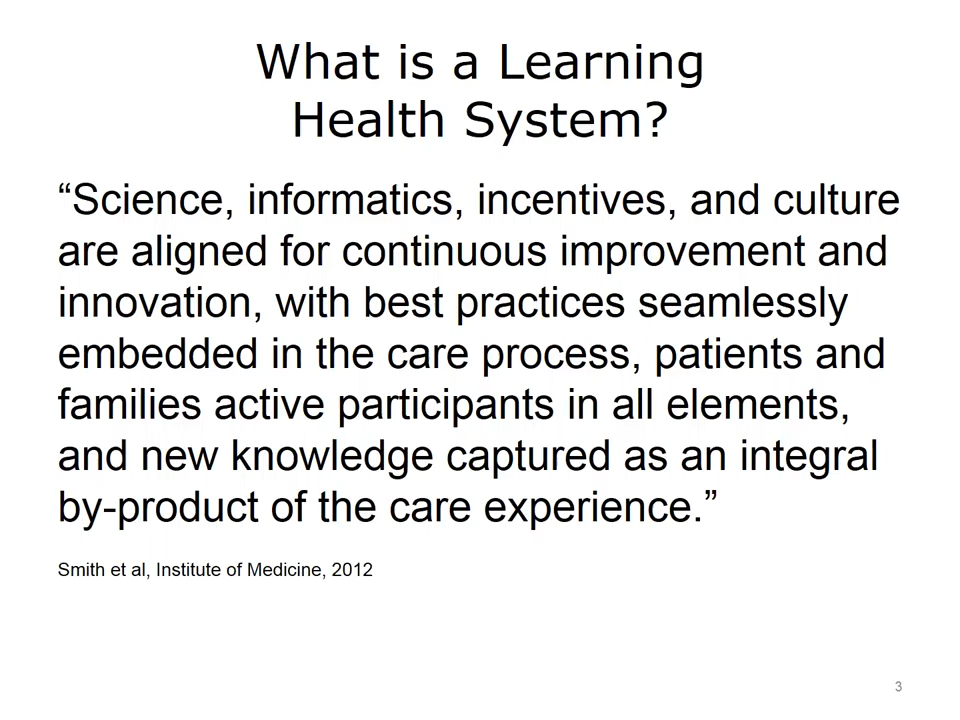 What is a Learning
Health System?
“Science, informatics, incentives, and culture
are aligned for continuous improvement and
innovation, with best practices seamlessly
embedded in the care process, patients and
families active participants in all elements,
and new knowledge captured as an integral
by-product of the care experience.”
Smith et al, Institute of Medicine, 2012
3